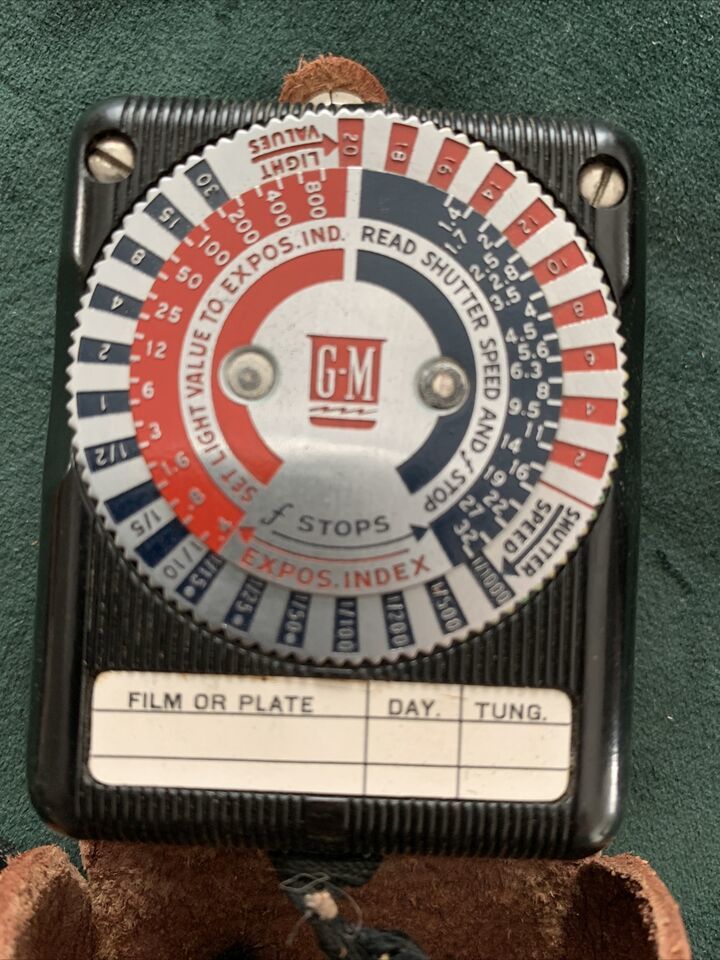 LIGHT VALUES
20 18 16 14 12 10 8 6 4 2
SHUTTER SPEED
1/1000 M500 1/200 1/100 1/50 1/25 1/15 1/10 1/5 1/2 1 2 4 8 15 30
800 400 200 100 50 25 12 6 3 1.6 .8 .4
1.4 1.7 2 2.2 2.5 2.8 3 3.5 4 4.5 5.6 6.3 8 9.5 11 14 16 19 22 27 32
SET LIGHT VALUE TO EXPOS. IND.
READ SHUTTER SPEED AND f STOP
G-M
f STOPS
EXPOS. INDEX
FILM OR PLATE DAY. TUNG.